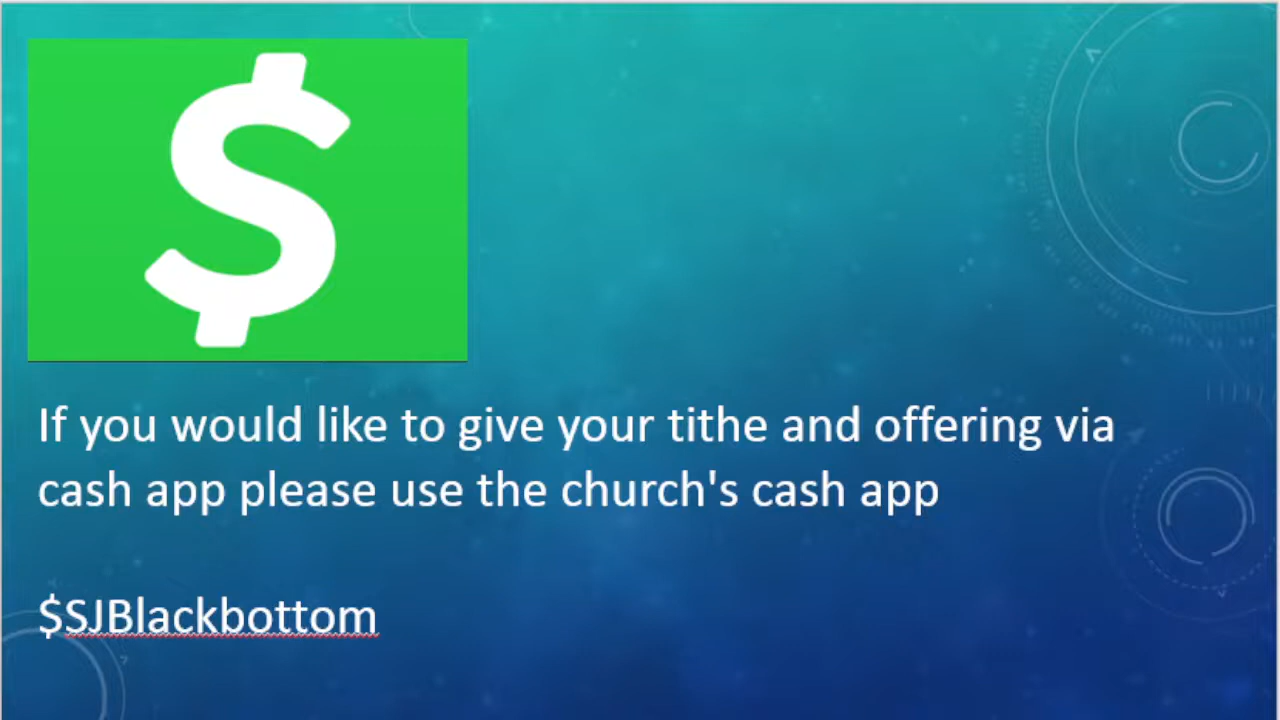 $
If you would like to give your tithe and offering via
cash app please use the church's cash app
$SJBlackbottom